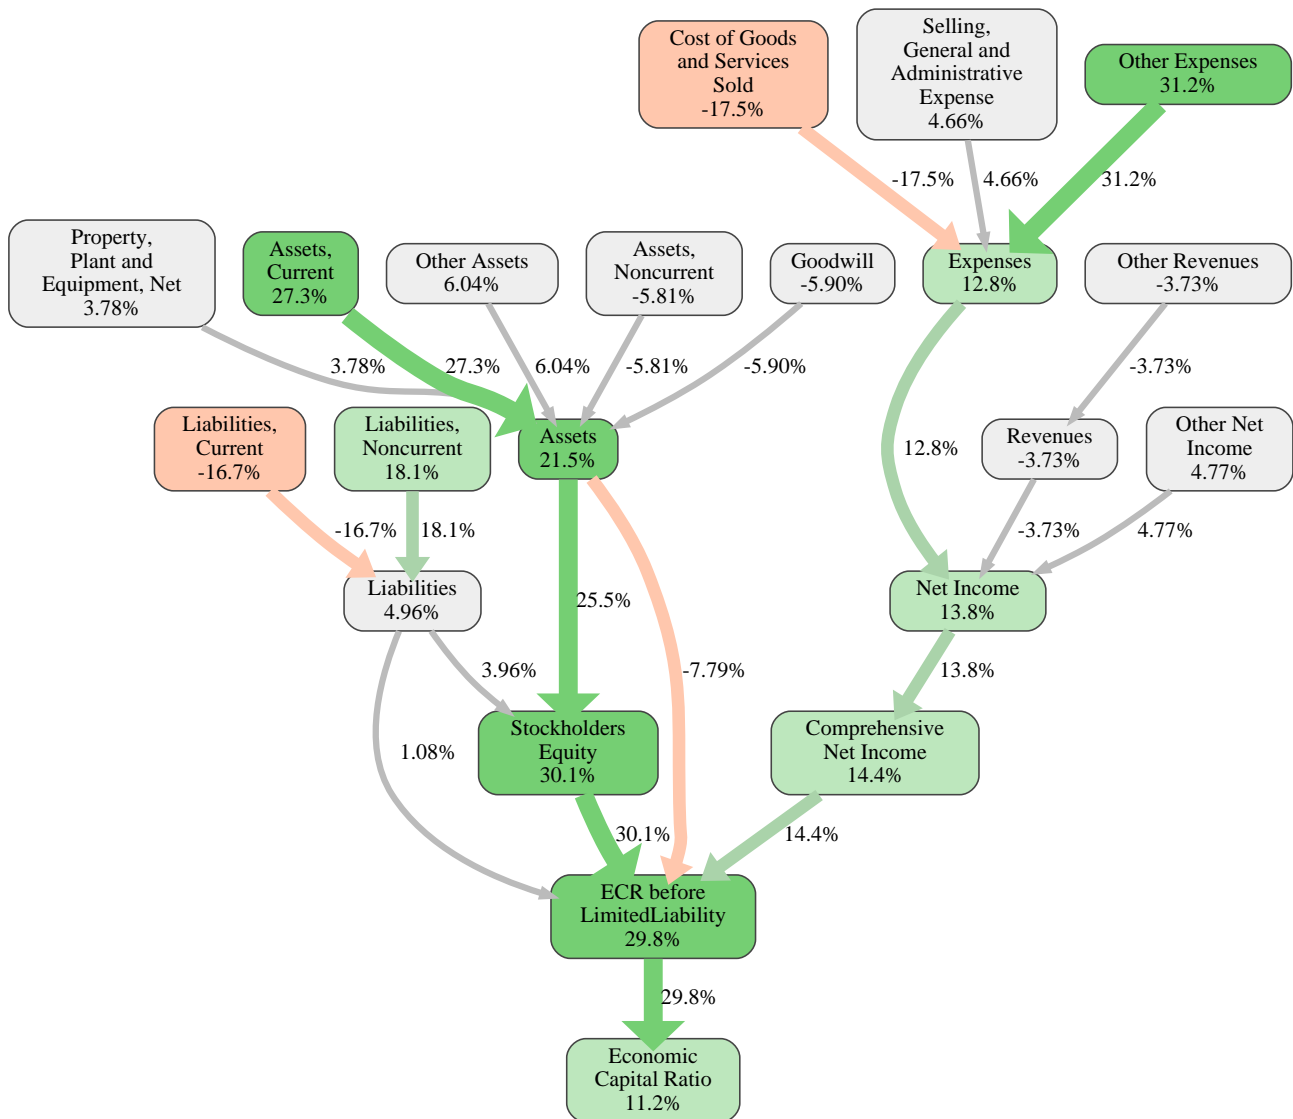 Cost of Goods
and Services
Sold
-17.5%
Selling,
General and
Administrative
Expense
4.66%
Other Expenses
31.2%
-17.5%
4.66%
31.2%
Property,
Plant and
Equipment, Net
3.78%
Assets,
Current
27.3%
Other Assets
6.04%
Assets,
Noncurrent
-5.81%
Goodwill
-5.90%
Expenses
12.8%
Other Revenues
-3.73%
3.78%
27.3%
6.04%
-5.81%
-5.90%
-3.73%
Liabilities,
Current
-16.7%
Liabilities,
Noncurrent
18.1%
Assets
21.5%
12.8%
Revenues
-3.73%
Other Net
Income
4.77%
-16.7%
18.1%
-3.73%
4.77%
Liabilities
4.96%
25.5%
Net Income
13.8%
3.96%
-7.79%
13.8%
1.08%
Stockholders
Equity
30.1%
Comprehensive
Net Income
14.4%
30.1%
14.4%
ECR before
LimitedLiability
29.8%
29.8%
Economic
Capital Ratio
11.2%